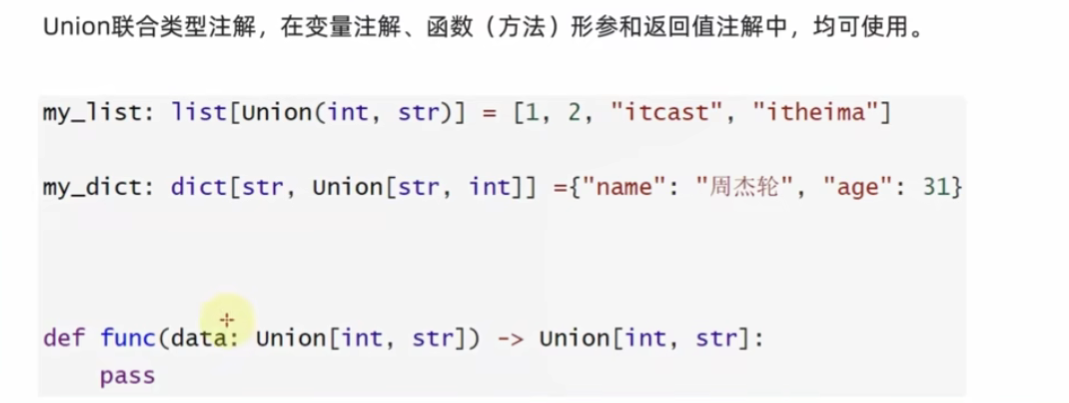 Union联合类型注解，在变量注解、函数（方法）形参和返回值注解中，均可使用。
my_list: list[Union(int, str)] = [1, 2, "itcast", "itheima"]
my_dict: dict[str, Union[str, int]] ={"name": "周杰轮", "age": 31}
def func(data: Union[int, str]) -> Union[int, str]:
    pass